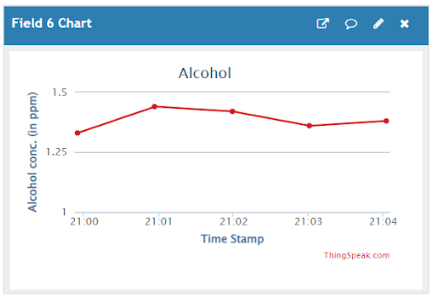 Field 6 Chart
Alcohol
1.5
1.25
1
Alcohol conc. (in ppm)
21:00 21:01 21:02 21:03 21:04
Time Stamp
ThingSpeak.com